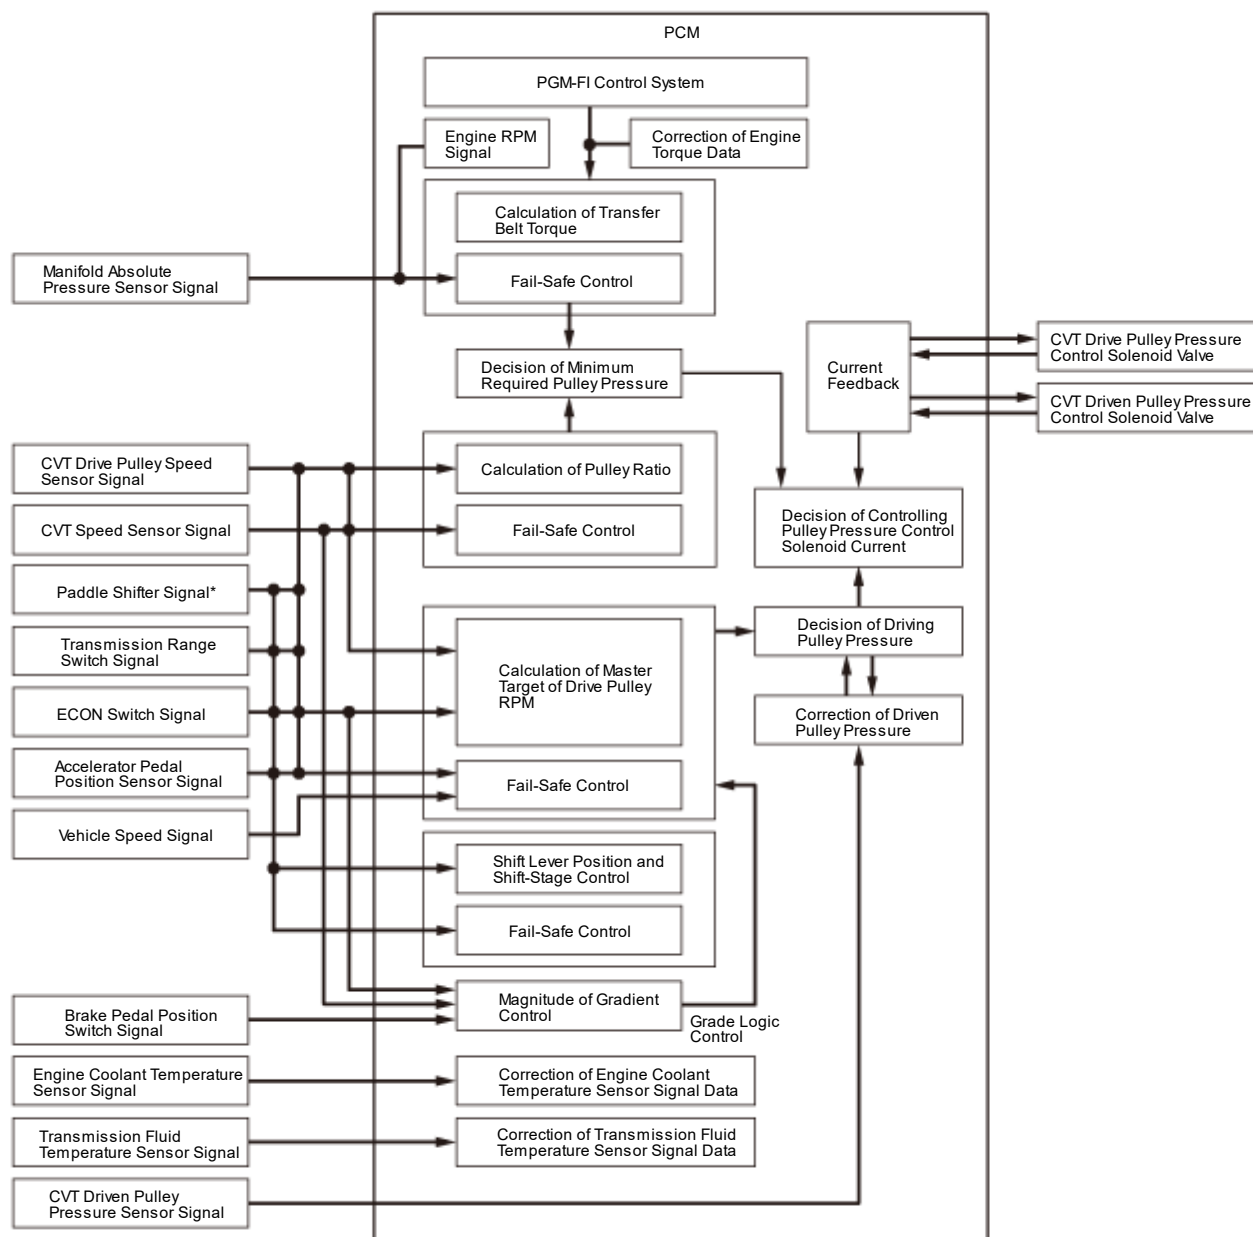 PCM
PGM-FI Control System
Engine RPM
Signal
Correction of Engine
Torque Data
Calculation of Transfer
Belt Torque
Manifold Absolute
Pressure Sensor Signal
Fail-Safe Control
Decision of Minimum
Required Pulley Pressure
Current
Feedback
CVT Drive Pulley Pressure
Control Solenoid Valve
CVT Driven Pulley Pressure
Control Solenoid Valve
CVT Drive Pulley Speed
Sensor Signal
Calculation of Pulley Ratio
CVT Speed Sensor Signal
Fail-Safe Control
Decision of Controlling
Pulley Pressure Control
Solenoid Current
Paddle Shifter Signal*
Transmission Range
Switch Signal
ECON Switch Signal
Calculation of Master
Target of Drive Pulley
RPM
Decision of Driving
Pulley Pressure
Correction of Driven
Pulley Pressure
Accelerator Pedal
Position Sensor Signal
Fail-Safe Control
Vehicle Speed Signal
Shift Lever Position and
Shift-Stage Control
Fail-Safe Control
Brake Pedal Position
Switch Signal
Magnitude of Gradient
Control
Grade Logic
Control
Engine Coolant Temperature
Sensor Signal
Correction of Engine Coolant
Temperature Sensor Signal Data
Transmission Fluid
Temperature Sensor Signal
Correction of Transmission Fluid
Temperature Sensor Signal Data
CVT Driven Pulley
Pressure Sensor Signal